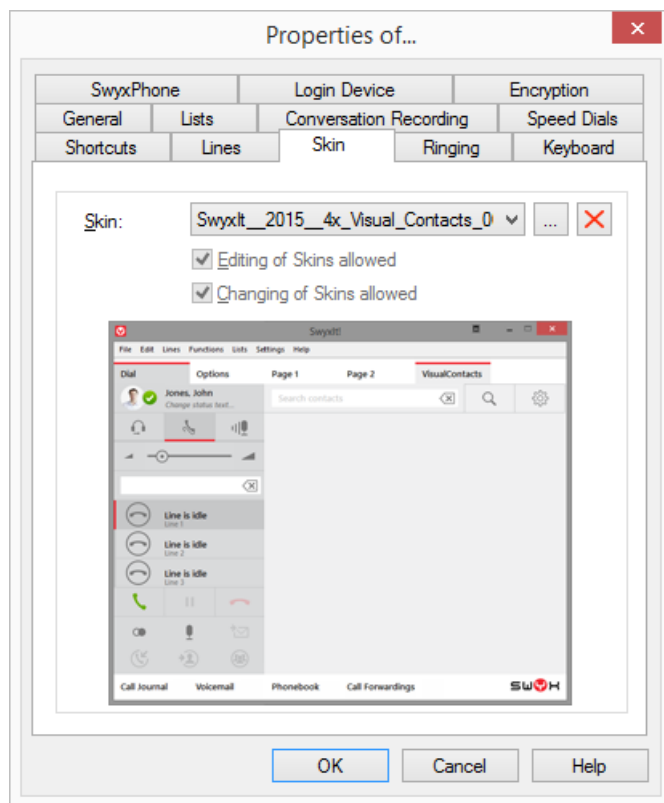 Properties of...
SwyxPhone Login Device Encryption
General Lists Conversation Recording Speed Dials
Shortcuts Lines Skin Ringing Keyboard
Skin: SwyxIt__2015__4x_Visual_Contacts_0 ...
Editing of Skins allowed
Changing of Skins allowed
SwyxIt!
File Edit Lines Functions Lists Settings Help
Dial Options Page 1 Page 2 VisualContacts
Jones, John
Change status text...
Search contacts
Line is idle
Line 1
Line is idle
Line 2
Line is idle
Line 3
Call Journal Voicemail Phonebook Call Forwardings swyx
OK Cancel Help